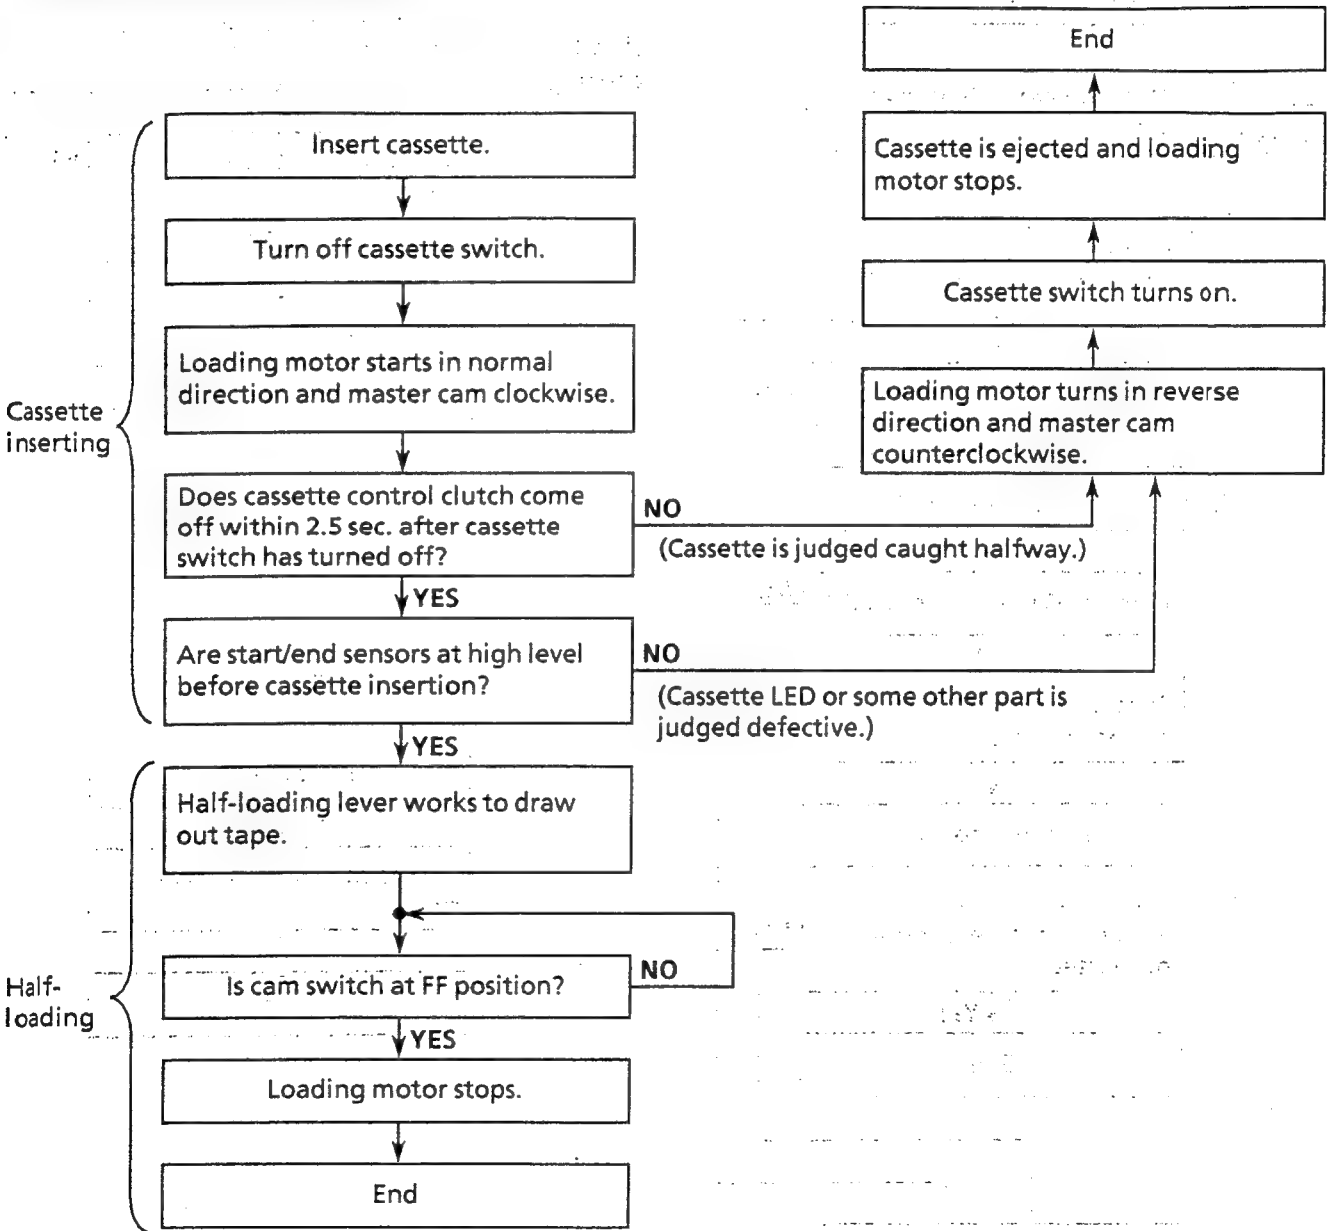 Cassette
inserting
Insert cassette.
Turn off cassette switch.
Loading motor starts in normal
direction and master cam clockwise.
Does cassette control clutch come
off within 2.5 sec. after cassette
switch has turned off?
NO
(Cassette is judged caught halfway.)
YES
Are start/end sensors at high level
before cassette insertion?
NO
(Cassette LED or some other part is
judged defective.)
YES
Half-
loading
Half-loading lever works to draw
out tape.
Is cam switch at FF position?
NO
YES
Loading motor stops.
End
End
Cassette is ejected and loading
motor stops.
Cassette switch turns on.
Loading motor turns in reverse
direction and master cam
counterclockwise.